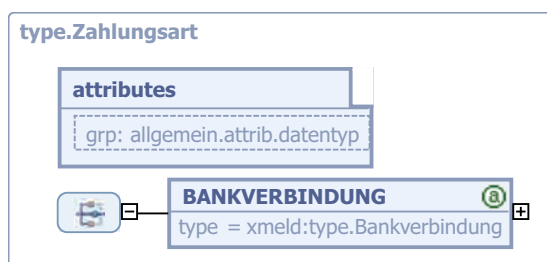 type.Zahlungsart
attributes
grp: allgemein.attrib.datentyp
BANKVERBINDUNG @
type = xmeld:type.Bankverbindung